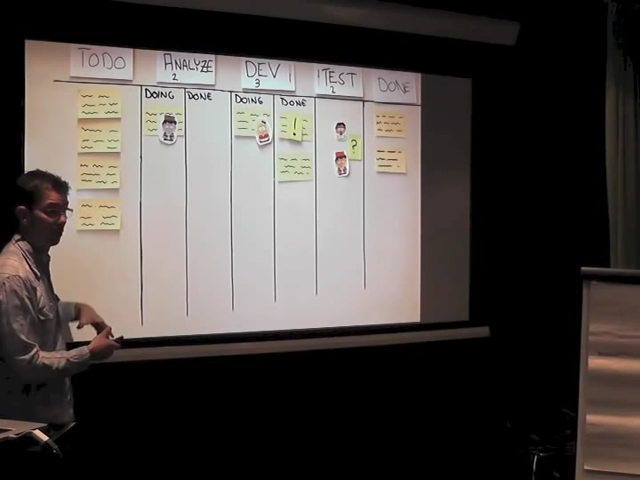 TODO
ANALYZE
2
DEV
3
TEST
2
DONE
DOING
DONE
DOING
DONE
!
?